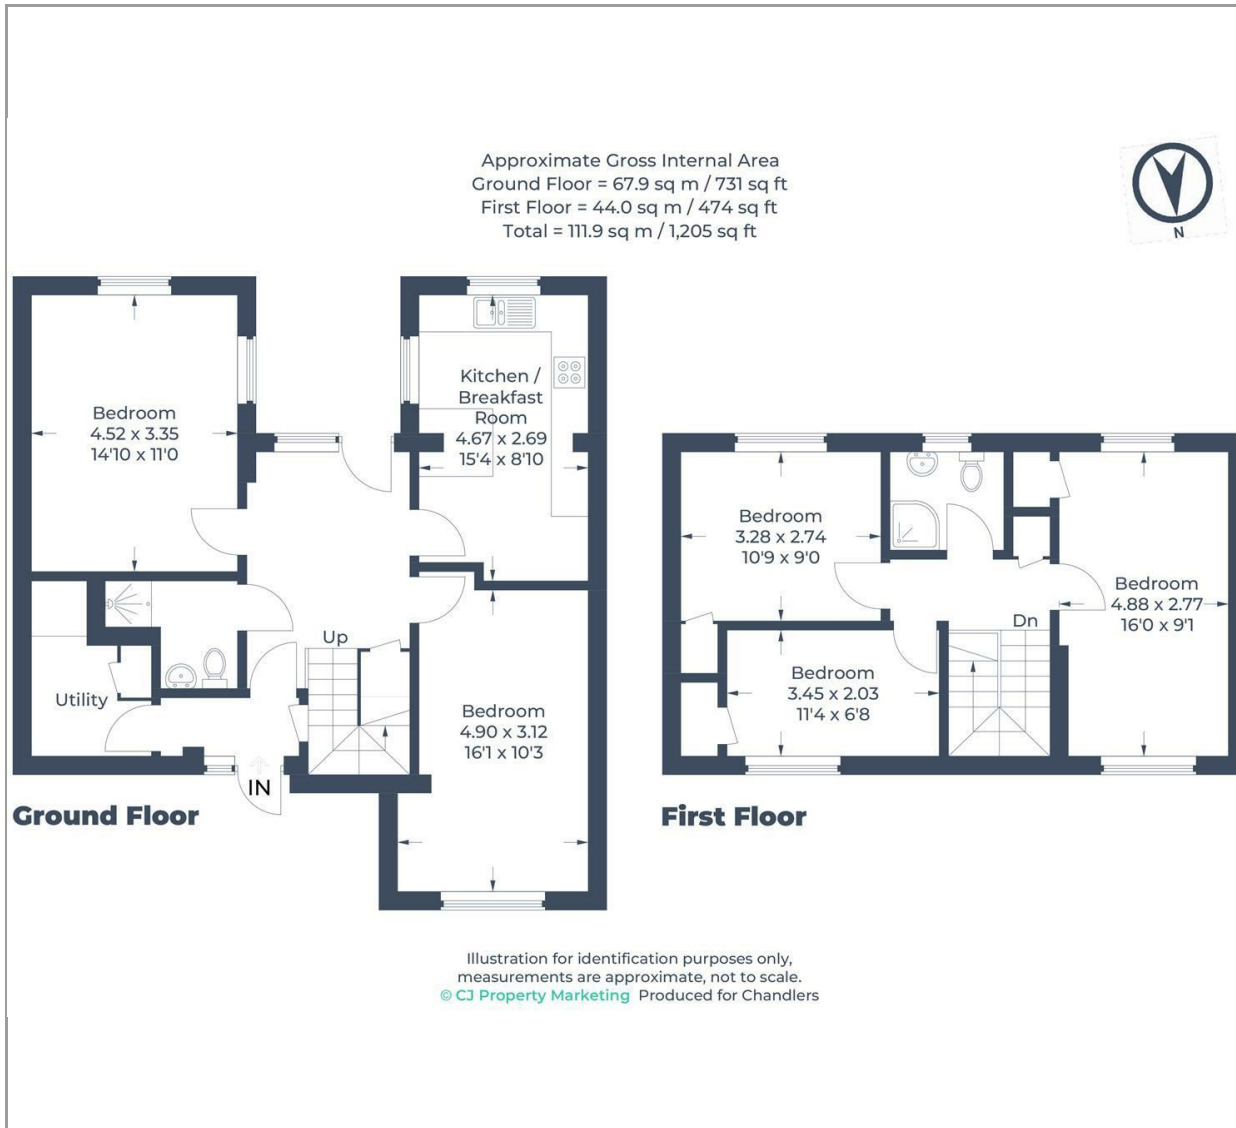 Approximate Gross Internal Area
Ground Floor = 67.9 sq m / 731 sq ft
First Floor = 44.0 sq m / 474 sq ft
Total = 111.9 sq m / 1,205 sq ft
N
Bedroom
4.52 x 3.35
14'10 x 11'0
Kitchen /
Breakfast
Room
4.67 x 2.69
15'4 x 8'10
Up
Utility
Bedroom
4.90 x 3.12
16'1 x 10'3
IN
Ground Floor
Bedroom
3.28 x 2.74
10'9 x 9'0
Bedroom
4.88 x 2.77
16'0 x 9'1
Dn
Bedroom
3.45 x 2.03
11'4 x 6'8
First Floor
Illustration for identification purposes only,
measurements are approximate, not to scale.
© CJ Property Marketing Produced for Chandlers